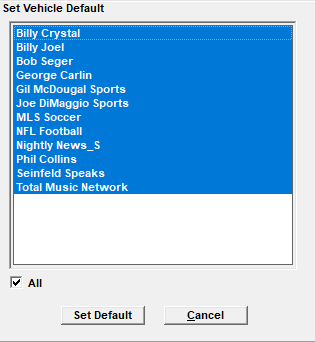 Set Vehicle Default
Billy Crystal
Billy Joel
Bob Seger
George Carlin
Gil McDougal Sports
Joe DiMaggio Sports
MLS Soccer
NFL Football
Nightly News_S
Phil Collins
Seinfeld Speaks
Total Music Network
All
Set Default
Cancel